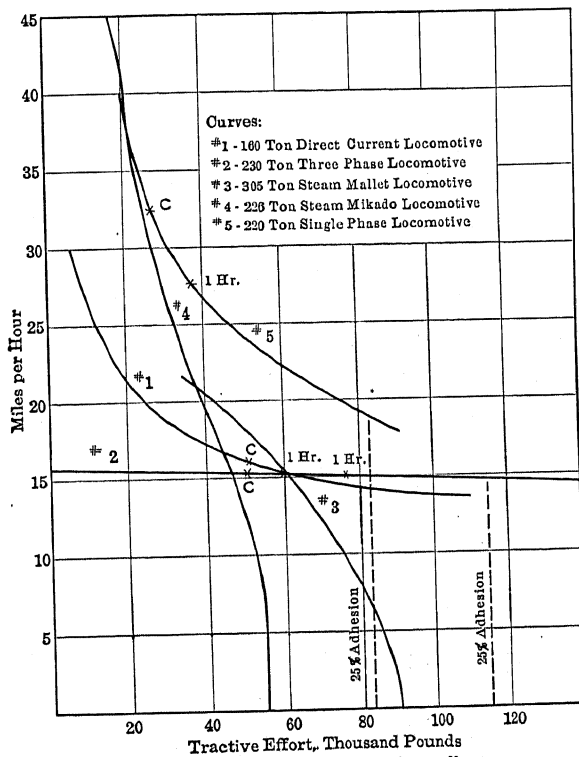 45
40
35
30
25
20
15
10
5
Miles per Hour
Curves:
#1 - 160 Ton Direct Current Locomotive
#2 - 230 Ton Three Phase Locomotive
#3 - 305 Ton Steam Mallet Locomotive
#4 - 226 Ton Steam Mikado Locomotive
#5 - 220 Ton Single Phase Locomotive
C
1 Hr.
#4
#5
#1
#2
C
1 Hr.
1 Hr.
C
#3
25% Adhesion
25% Adhesion
20
40
60
80
100
120
Tractive Effort, Thousand Pounds